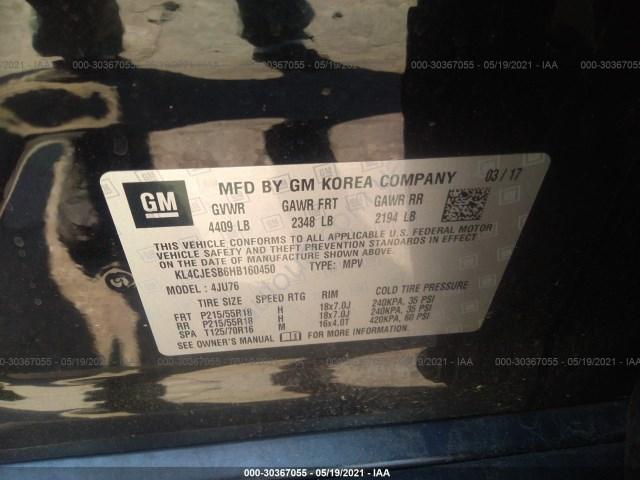 000-30367055 - 05/19/2021 - IAA
GM
MFD BY GM KOREA COMPANY 03/17
GVWR GAWR FRT GAWR RR
4409 LB 2348 LB 2194 LB
THIS VEHICLE CONFORMS TO ALL APPLICABLE U.S. FEDERAL MOTOR
VEHICLE SAFETY AND THEFT PREVENTION STANDARDS IN EFFECT
ON THE DATE OF MANUFACTURE SHOWN ABOVE.
KL4CJESB6HB160450 TYPE: MPV
MODEL: 4JU76
TIRE SIZE SPEED RTG RIM COLD TIRE PRESSURE
FRT P215/55R18 H 18x7.0J 240KPA, 35 PSI
RR P215/55R18 H 18x7.0J 240KPA, 35 PSI
SPA T125/70R16 M 16x4.0T 420KPA, 60 PSI
SEE OWNER'S MANUAL FOR MORE INFORMATION.
000-30367055 - 05/19/2021 - IAA